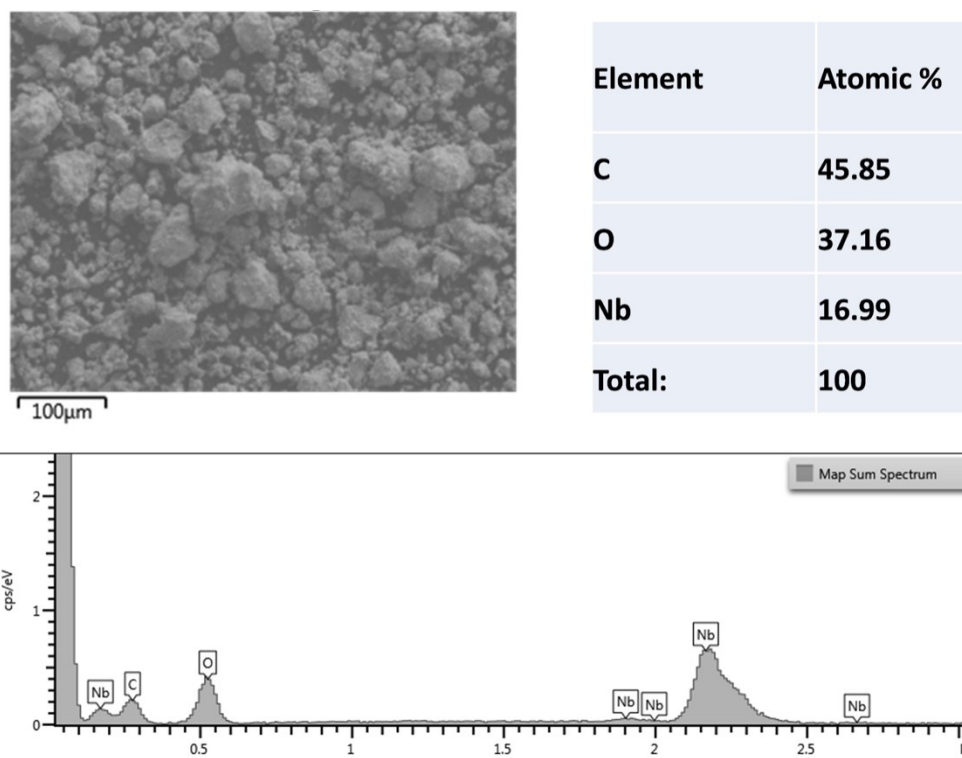 Element Atomic %
C 45.85
O 37.16
Nb 16.99
Total: 100
100µm
Map Sum Spectrum
2
cps/eV
1
0
Nb
C
O
Nb
Nb
Nb
Nb
0.5 1 1.5 2 2.5